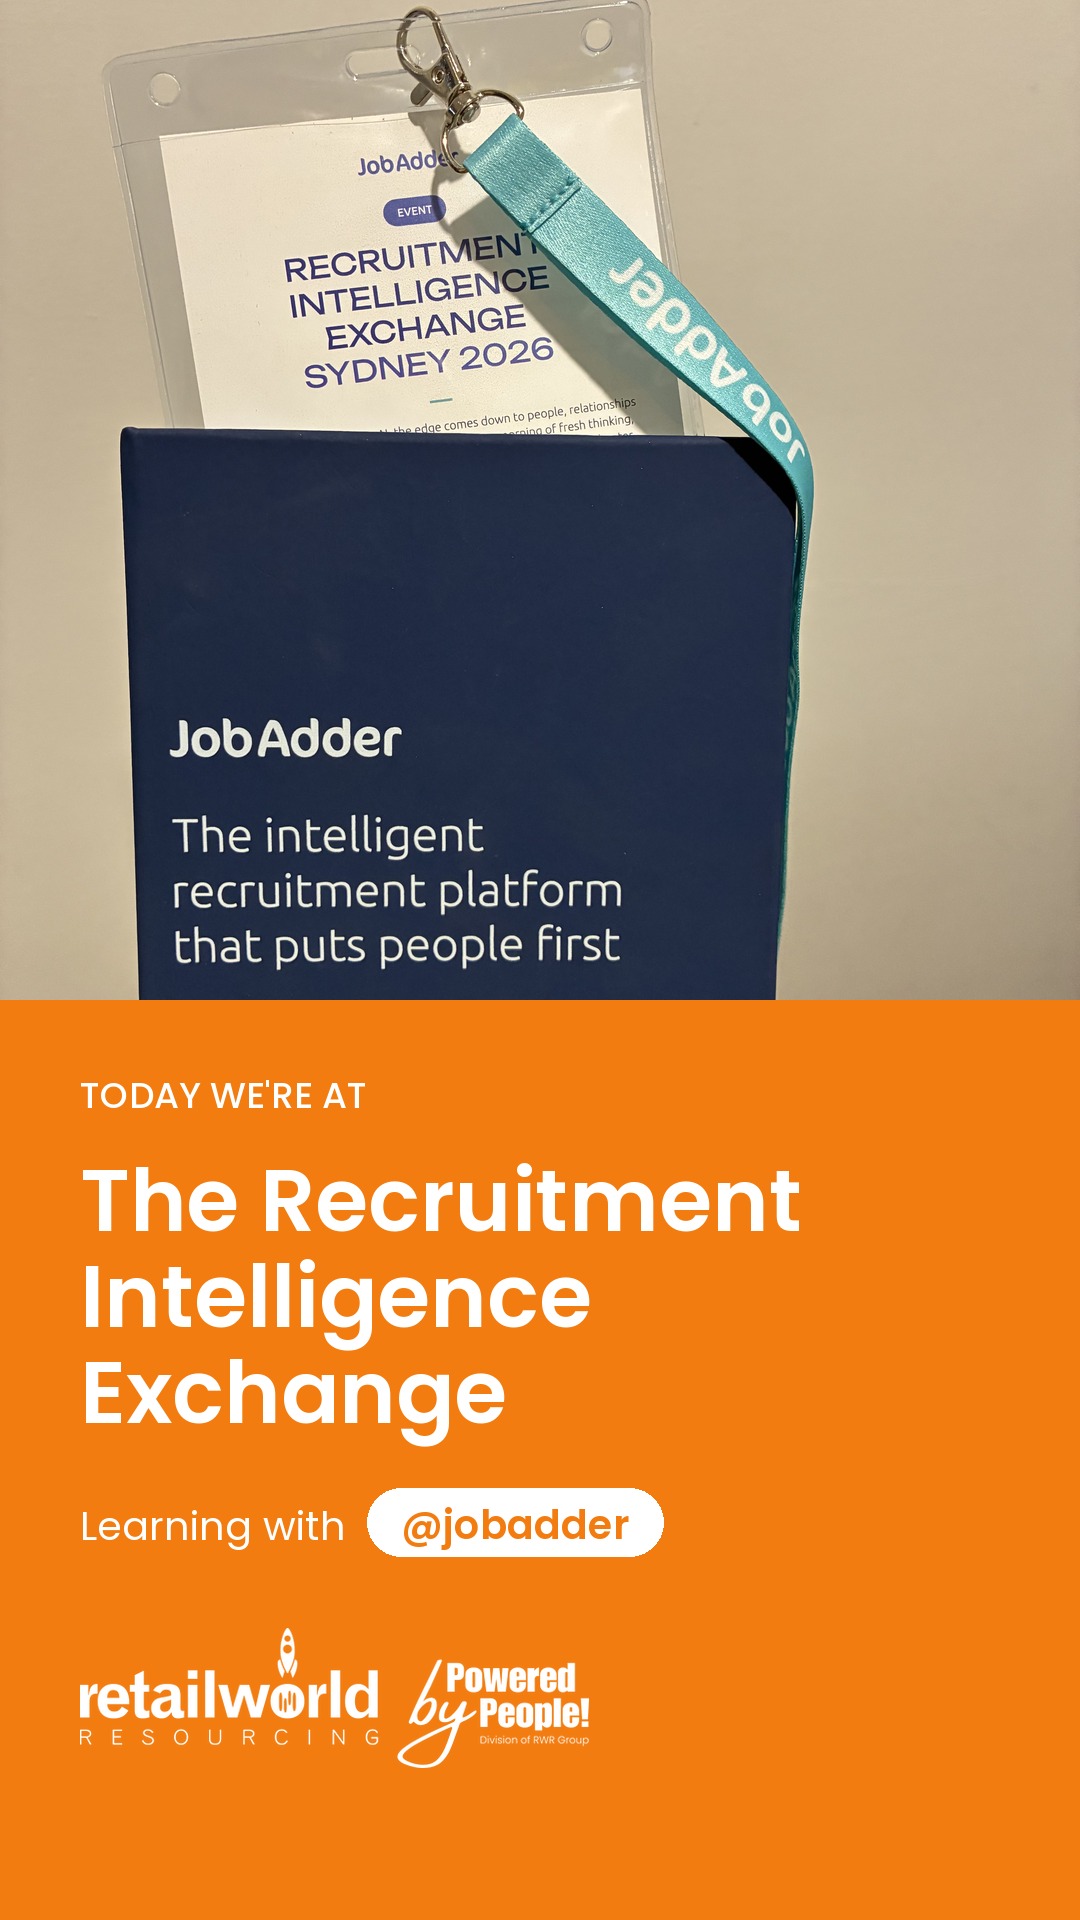 JobAdder
EVENT
RECRUITMENT
INTELLIGENCE
EXCHANGE
SYDNEY 2026
the edge comes down to people, relationships
of fresh thinking,
JobAdder
JobAdder
The intelligent
recruitment platform
that puts people first
TODAY WE'RE AT
The Recruitment
Intelligence
Exchange
Learning with @jobadder
retailworld
RESOURCING
Powered
by People!
Division of RWR Group